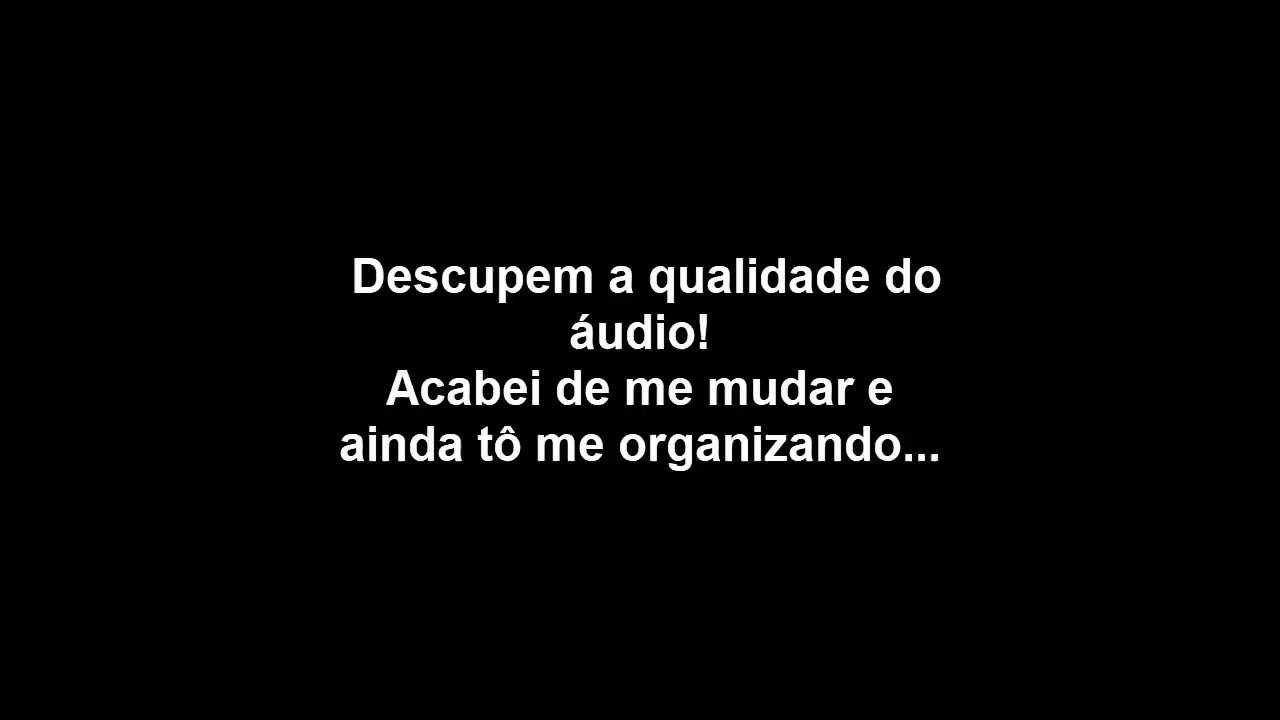 Descupem a qualidade do
áudio!
Acabei de me mudar e
ainda tô me organizando...